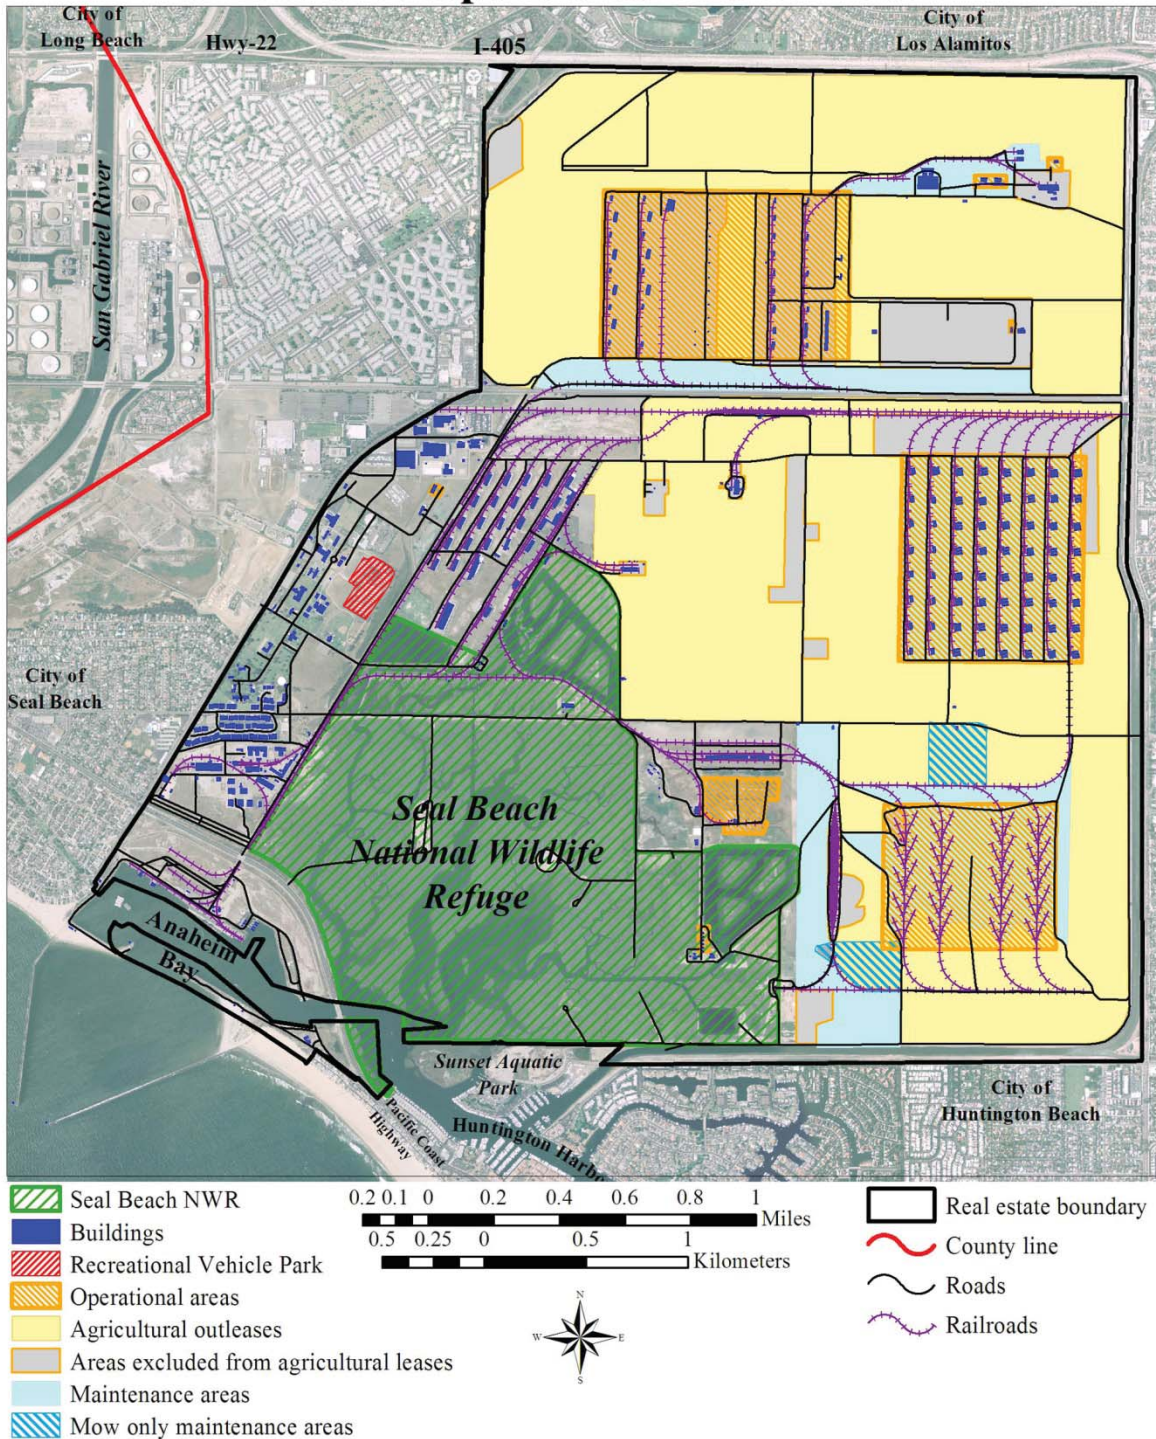 City of
Long Beach
Hwy-22
I-405
City of
Los Alamitos
San Gabriel River
City of
Seal Beach
Seal Beach
National Wildlife
Refuge
Anaheim
Bay
Sunset Aquatic
Park
Pacific Coast
Highway
Huntington Harbo
City of
Huntington Beach
Seal Beach NWR
Buildings
Recreational Vehicle Park
Operational areas
Agricultural outleases
Areas excluded from agricultural leases
Maintenance areas
Mow only maintenance areas
0.2 0.1 0 0.2 0.4 0.6 0.8 1
Miles
0.5 0.25 0 0.5 1
Kilometers
N
W E
S
Real estate boundary
County line
Roads
Railroads